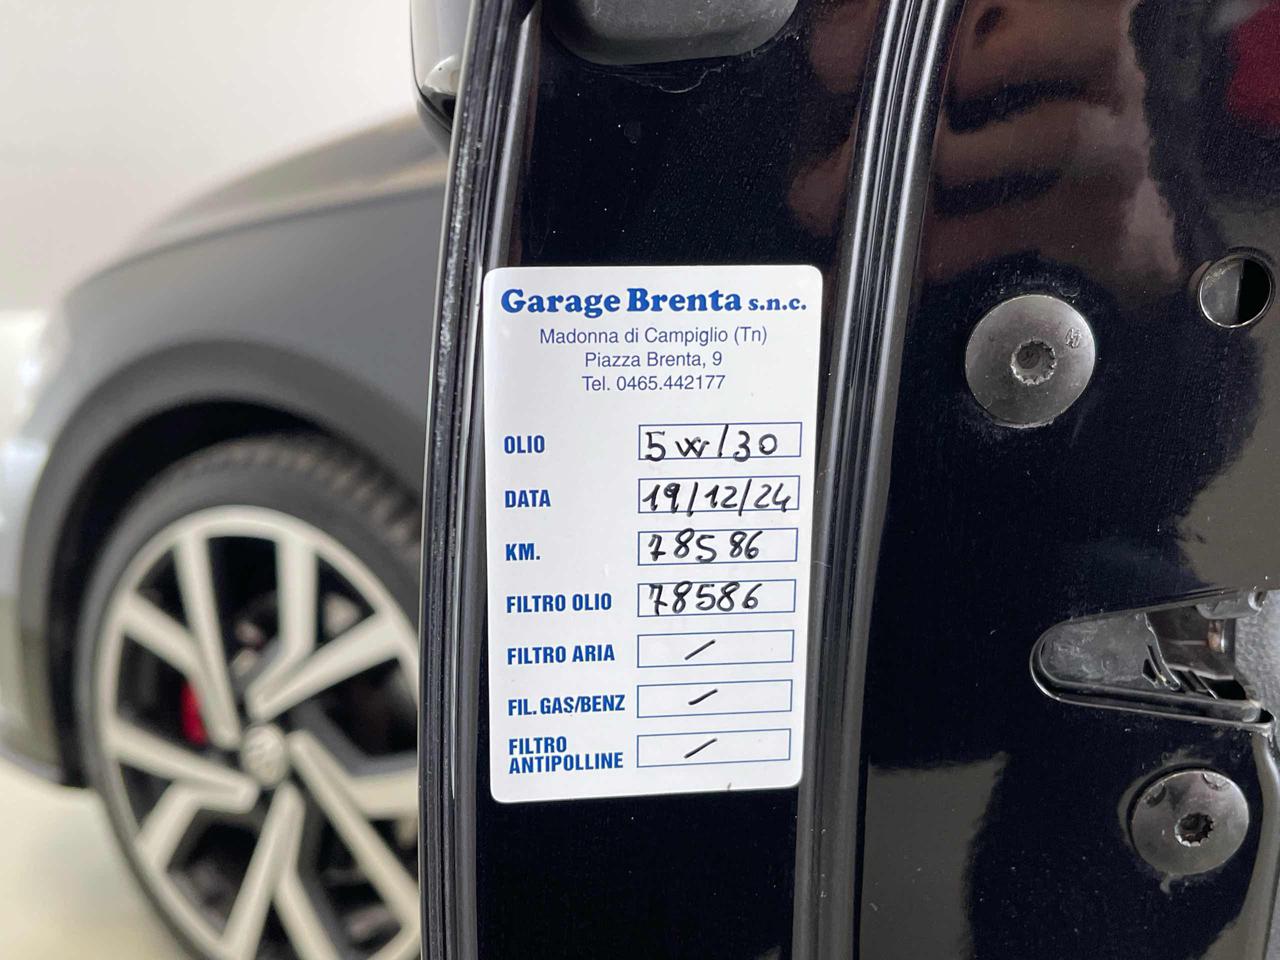 Garage Brenta s.n.c.
Madonna di Campiglio (Tn)
Piazza Brenta, 9
Tel. 0465.442177
OLIO 5w/30
DATA 19/12/24
KM. 78586
FILTRO OLIO 78586
FILTRO ARIA /
FIL. GAS/BENZ /
FILTRO
ANTIPOLLINE /